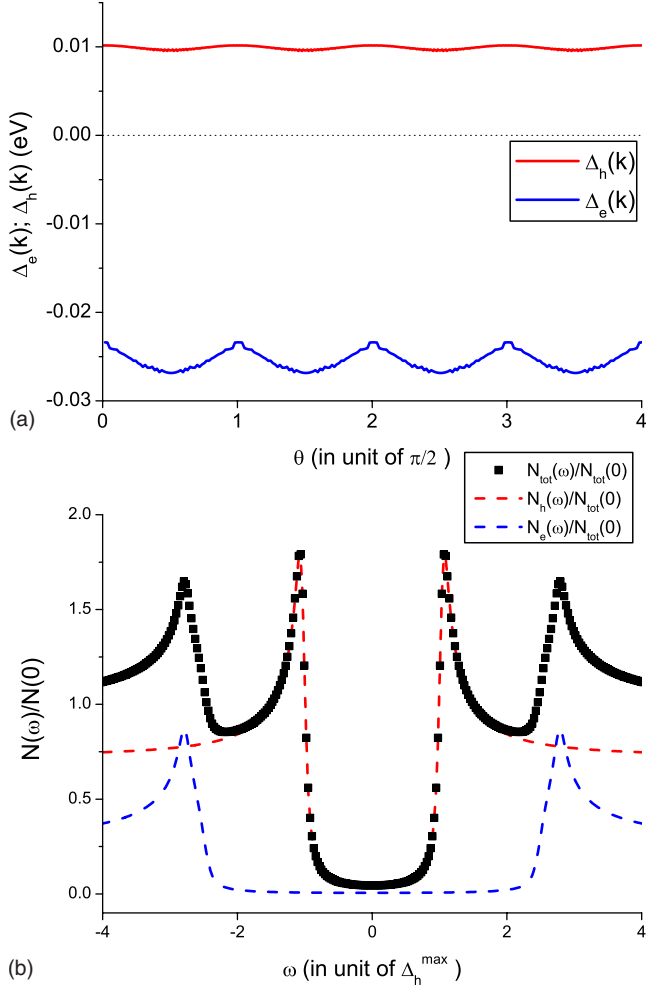 0.01
0.00
-0.01
-0.02
-0.03
Δe(k); Δh(k) (eV)
Δh(k)
Δe(k)
0 1 2 3 4
(a)
θ (in unit of π/2)
Ntot(ω)/Ntot(0)
Nh(ω)/Ntot(0)
Ne(ω)/Ntot(0)
2.0
1.5
1.0
0.5
0.0
N(ω)/N(0)
-4 -2 0 2 4
(b)
ω (in unit of Δh^max)